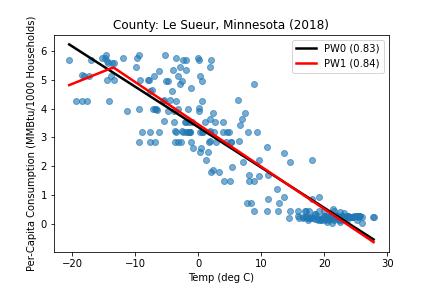 County: Le Sueur, Minnesota (2018)
PW0 (0.83)
PW1 (0.84)
Per-Capita Consumption (MMBtu/1000 Households)
6
5
4
3
2
1
0
−20
−10
0
10
20
30
Temp (deg C)